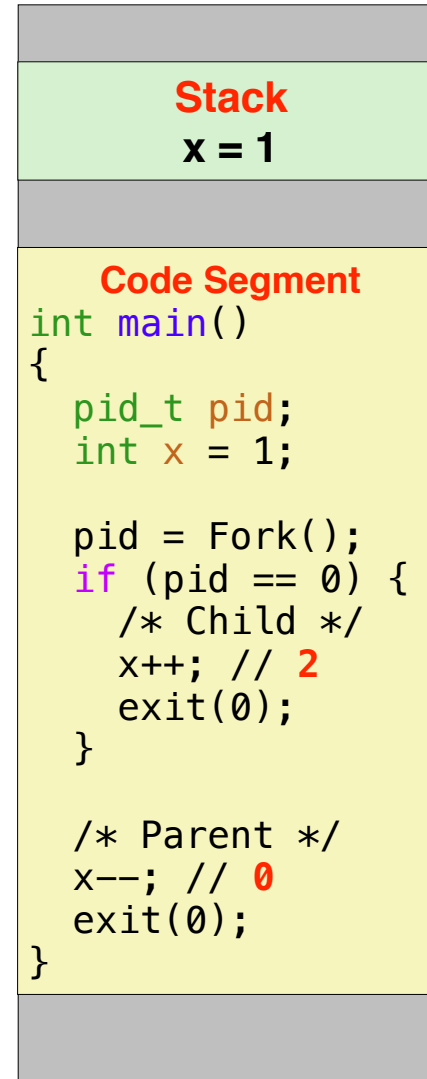 Stack
x = 1
Code Segment
int main()
{
  pid_t pid;
  int x = 1;

  pid = Fork();
  if (pid == 0) {
    /* Child */
    x++; // 2
    exit(0);
  }

  /* Parent */
  x--; // 0
  exit(0);
}